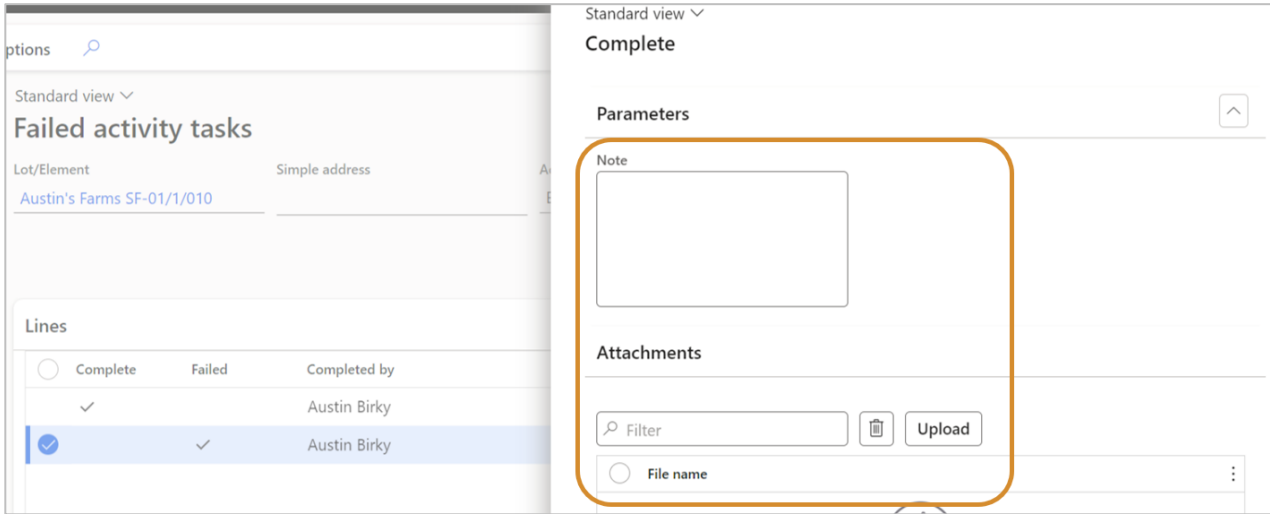 ptions
Standard view
Failed activity tasks
Lot/Element
Simple address
Austin's Farms SF-01/1/010
Lines
Complete
Failed
Completed by
Austin Birky
Austin Birky
Standard view
Complete
Parameters
Note
Attachments
Filter
Upload
File name